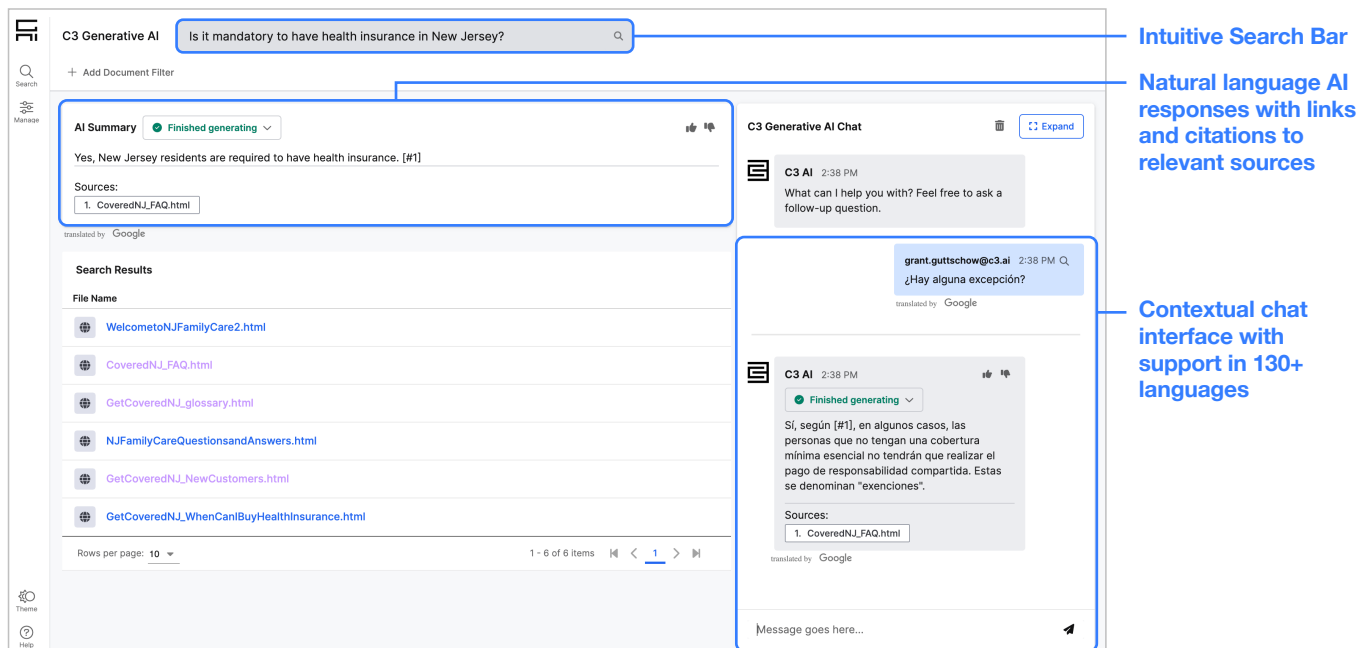 C3 Generative AI
Is it mandatory to have health insurance in New Jersey?
Search
+ Add Document Filter
Manage
AI Summary
Finished generating
Yes, New Jersey residents are required to have health insurance. [#1]
Sources:
1. CoveredNJ_FAQ.html
translated by Google
Search Results
File Name
WelcometoNJFamilyCare2.html
CoveredNJ_FAQ.html
GetCoveredNJ_glossary.html
NJFamilyCareQuestionsandAnswers.html
GetCoveredNJ_NewCustomers.html
GetCoveredNJ_WhenCanIBuyHealthInsurance.html
Rows per page: 10
1 - 6 of 6 items
1
Theme
Help
C3 Generative AI Chat
Expand
C3 AI 2:38 PM
What can I help you with? Feel free to ask a
follow-up question.
grant.guttschow@c3.ai 2:38 PM
¿Hay alguna excepción?
translated by Google
C3 AI 2:38 PM
Finished generating
Sí, según [#1], en algunos casos, las
personas que no tengan una cobertura
mínima esencial no tendrán que realizar el
pago de responsabilidad compartida. Estas
se denominan "exenciones".
Sources:
1. CoveredNJ_FAQ.html
translated by Google
Message goes here...
Intuitive Search Bar
Natural language AI
responses with links
and citations to
relevant sources
Contextual chat
interface with
support in 130+
languages